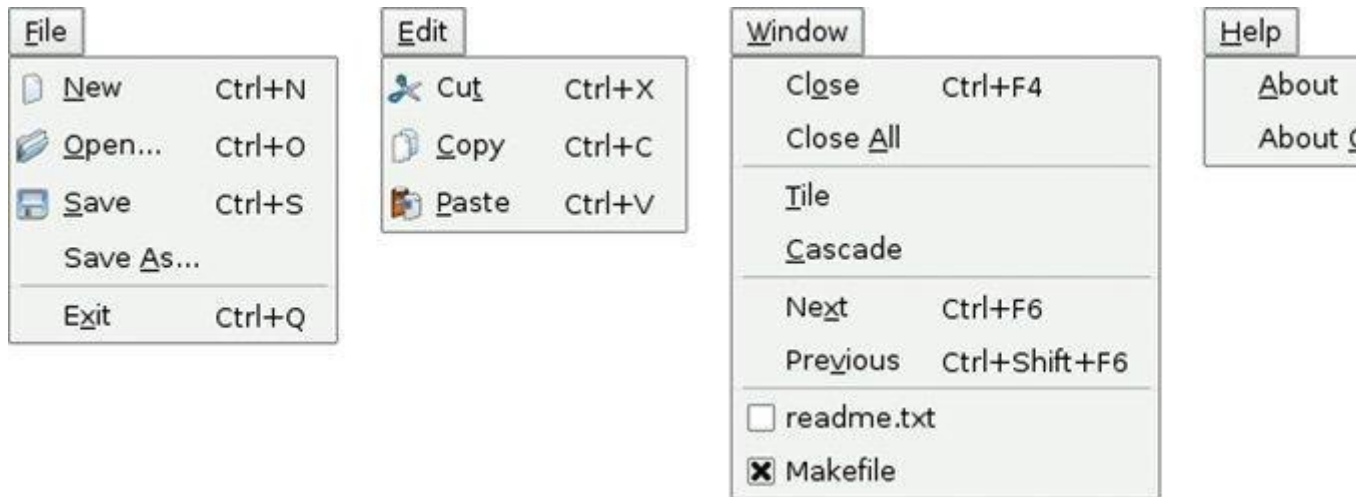 File
New Ctrl+N
Open... Ctrl+O
Save Ctrl+S
Save As...
Exit Ctrl+Q
Edit
Cut Ctrl+X
Copy Ctrl+C
Paste Ctrl+V
Window
Close Ctrl+F4
Close All
Tile
Cascade
Next Ctrl+F6
Previous Ctrl+Shift+F6
readme.txt
Makefile
Help
About
About